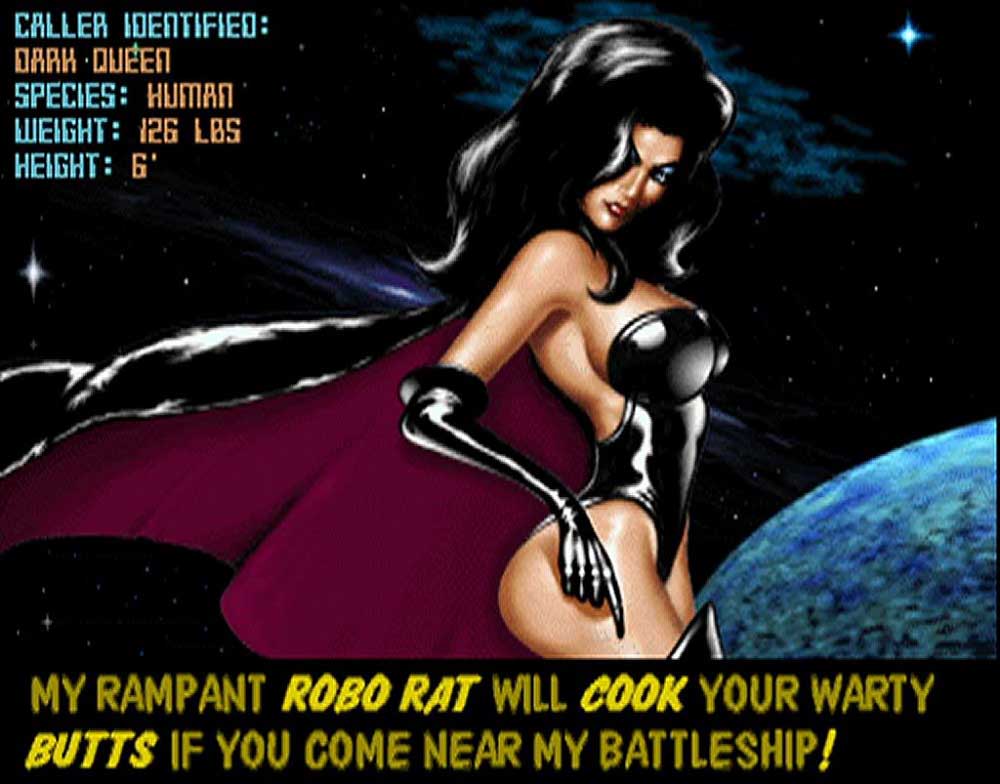 CALLER IDENTIFIED:
DARK QUEEN
SPECIES: HUMAN
WEIGHT: 126 LBS
HEIGHT: 6'
MY RAMPANT ROBO RAT WILL COOK YOUR WARTY
BUTTS IF YOU COME NEAR MY BATTLESHIP!